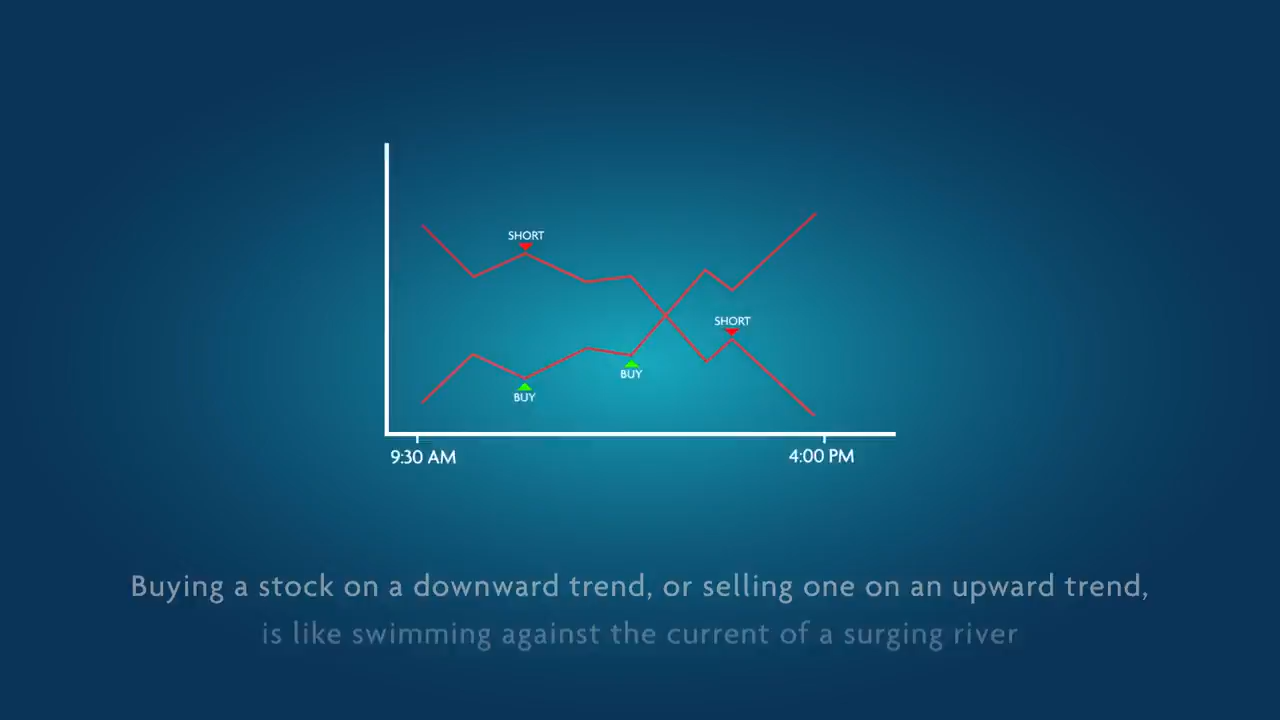 SHORT
SHORT
BUY
BUY
9:30 AM
4:00 PM
Buying a stock on a downward trend, or selling one on an upward trend,
is like swimming against the current of a surging river